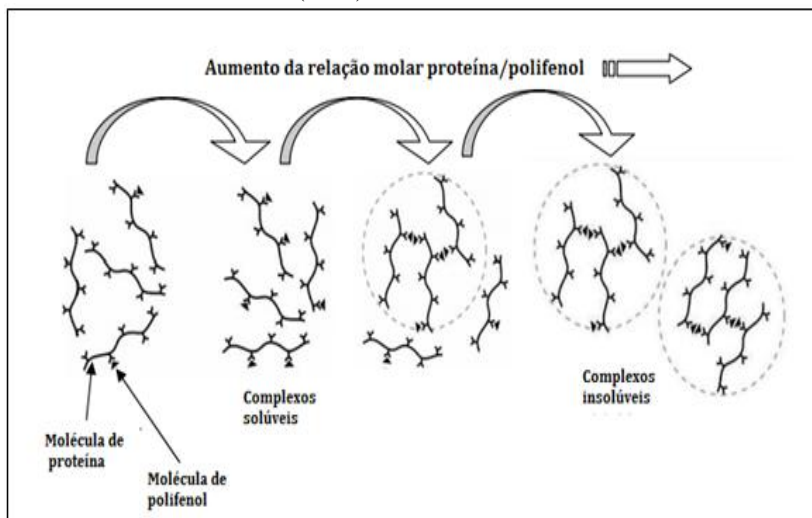 Aumento da relação molar proteína/polifenol
Complexos
solúveis
Complexos
insolúveis
Molécula de
proteína
Molécula de
polifenol